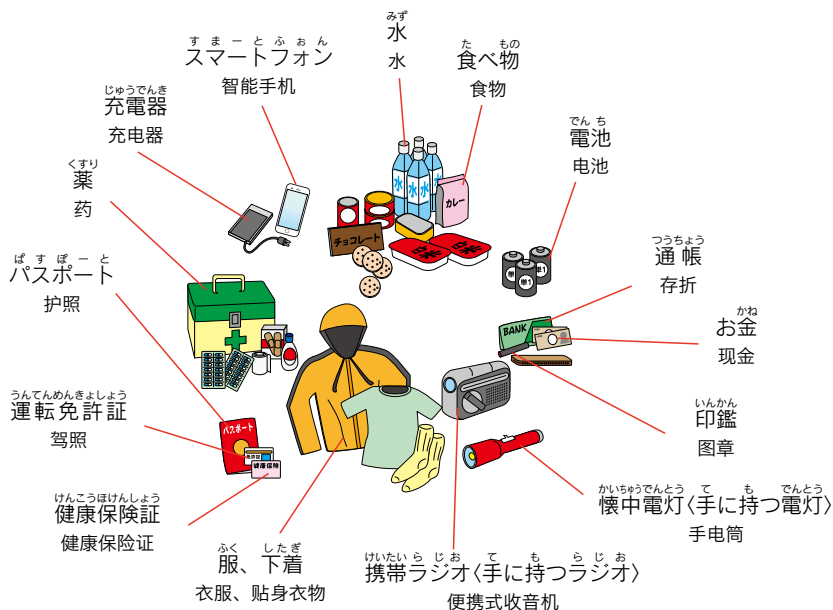 すまーとふぉん
スマートフォン
智能手机
みず
水
水
たべもの
食べ物
食物
じゅうでんき
充電器
充电器
でんち
電池
电池
くすり
薬
药
つうちょう
通帳
存折
ぱすぽーと
パスポート
护照
かね
お金
现金
うんてんめんきょしょう
運転免許証
驾照
いんかん
印鑑
图章
けんこうほけんしょう
健康保険証
健康保险证
かいちゅうでんとう て も でんとう
懐中電灯〈手に持つ電灯〉
手电筒
ふく したぎ
服、下着
衣服、贴身衣物
けいたい らじお て も らじお
携帯ラジオ〈手に持つラジオ〉
便携式收音机
水
水
水
カレー
チョコレート
単1
単1
BANK
パスポート
健康保険